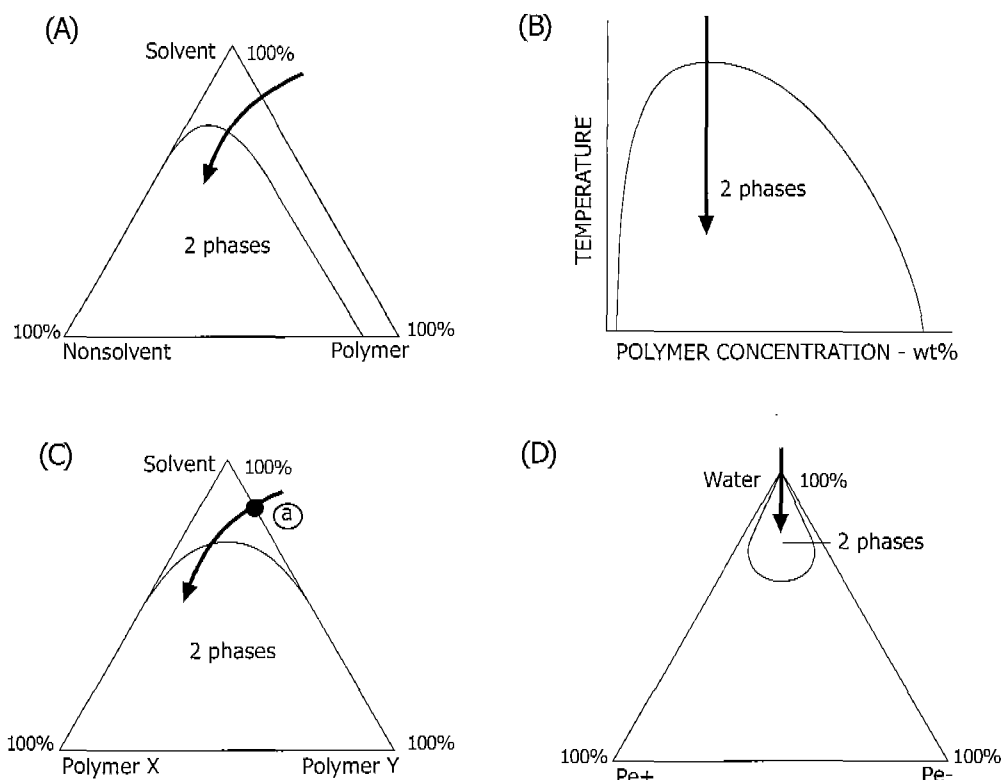 (A)
Solvent
100%
2 phases
100%
100%
Nonsolvent
Polymer
(B)
TEMPERATURE
2 phases
POLYMER CONCENTRATION - wt%
(C)
Solvent
100%
a
2 phases
100%
100%
Polymer X
Polymer Y
(D)
Water
100%
2 phases
100%
100%
Pe+
Pe-